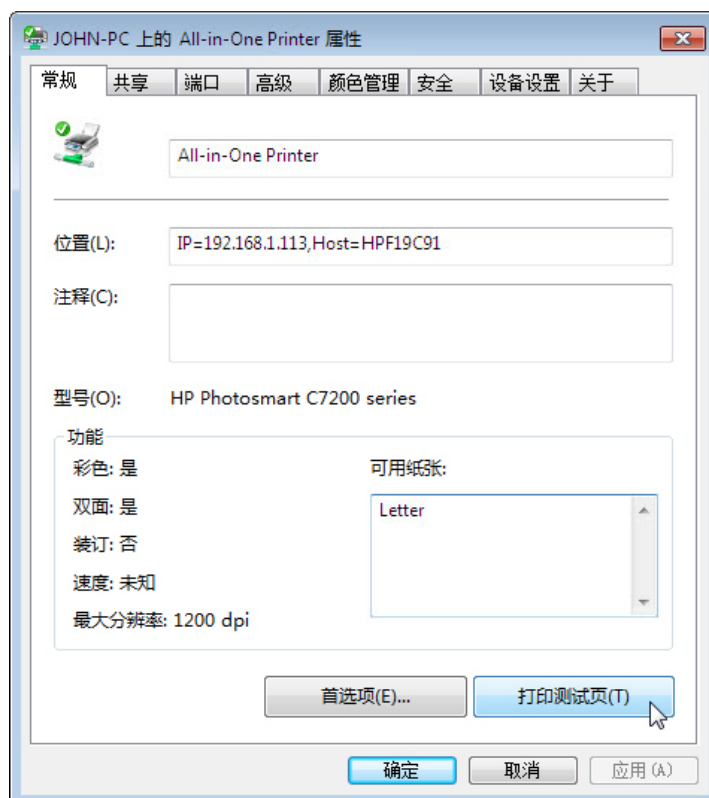 JOHN-PC 上的 All-in-One Printer 属性
常规 共享 端口 高级 颜色管理 安全 设备设置 关于
All-in-One Printer
位置(L): IP=192.168.1.113,Host=HPF19C91
注释(C):
型号(O): HP Photosmart C7200 series
功能
彩色: 是 可用纸张:
双面: 是 Letter
装订: 否
速度: 未知
最大分辨率: 1200 dpi
首选项(E)... 打印测试页(T)
确定 取消 应用(A)